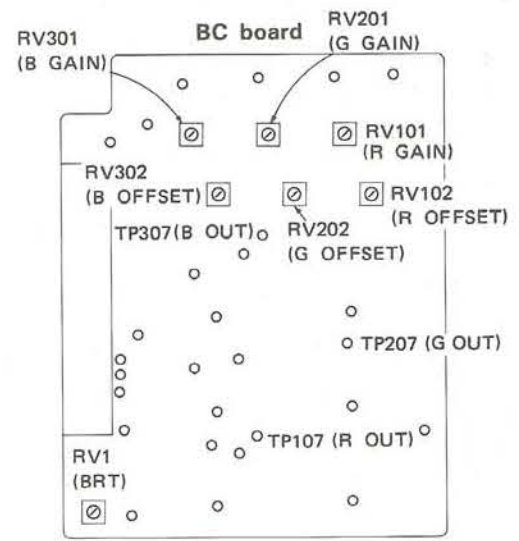 BC board
RV301
(B GAIN)
RV201
(G GAIN)
RV101
(R GAIN)
RV302
(B OFFSET)
RV102
(R OFFSET)
TP307(B OUT)
RV202
(G OFFSET)
TP207 (G OUT)
TP107 (R OUT)
RV1
(BRT)